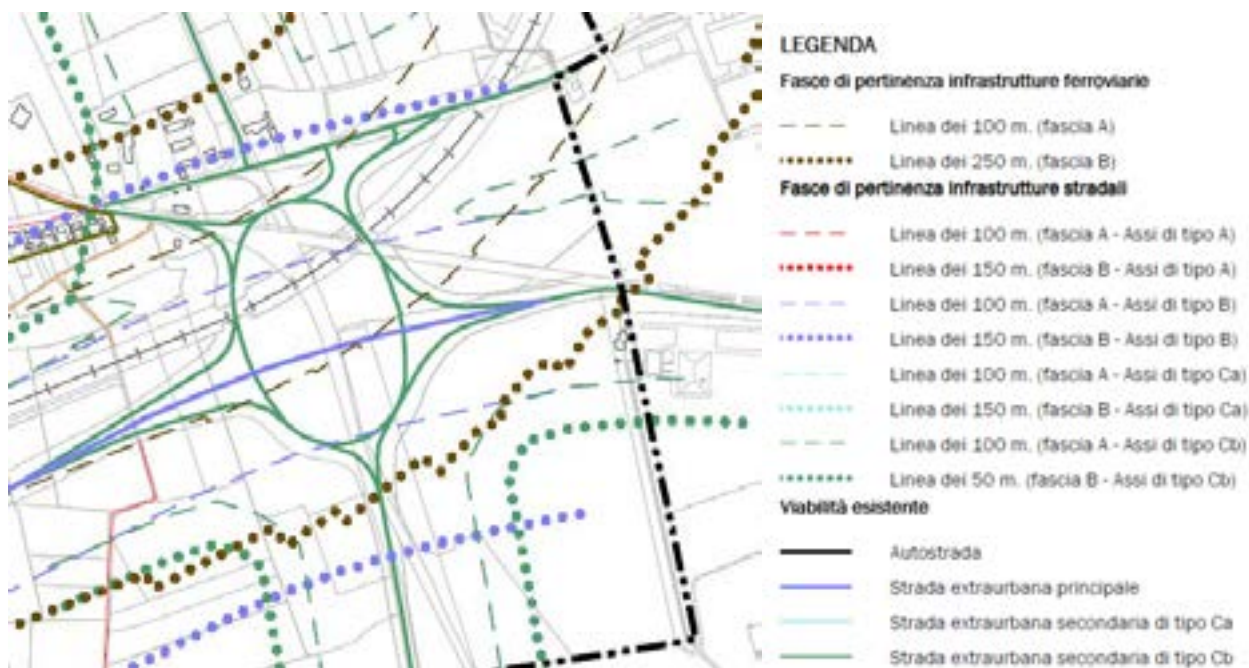 LEGENDA
Fasce di pertinenza infrastrutture ferroviarie
Linea dei 100 m. (fascia A)
Linea dei 250 m. (fascia B)
Fasce di pertinenza infrastrutture stradali
Linea dei 100 m. (fascia A - Assi di tipo A)
Linea dei 150 m. (fascia B - Assi di tipo A)
Linea dei 100 m. (fascia A - Assi di tipo B)
Linea dei 150 m. (fascia B - Assi di tipo B)
Linea dei 100 m. (fascia A - Assi di tipo Ca)
Linea dei 150 m. (fascia B - Assi di tipo Ca)
Linea dei 100 m. (fascia A - Assi di tipo Cb)
Linea dei 50 m. (fascia B - Assi di tipo Cb)
Viabilità esistente
Autostrada
Strada extraurbana principale
Strada extraurbana secondaria di tipo Ca
Strada extraurbana secondaria di tipo Cb